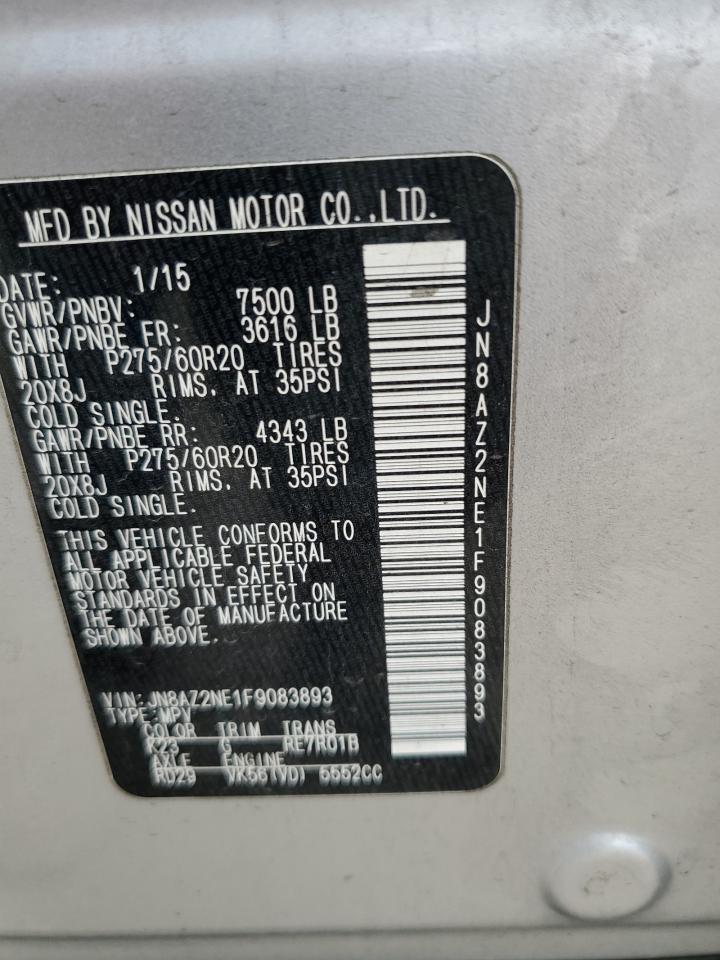 MFD BY NISSAN MOTOR CO.,LTD.
DATE: 1/15
GVWR/PNBV: 7500 LB
GAWR/PNBE FR: 3616 LB
WITH P275/60R20 TIRES
20X8J RIMS, AT 35PSI
COLD SINGLE.
GAWR/PNBE RR: 4343 LB
WITH P275/60R20 TIRES
20X8J RIMS, AT 35PSI
COLD SINGLE.
THIS VEHICLE CONFORMS TO
ALL APPLICABLE FEDERAL
MOTOR VEHICLE SAFETY
STANDARDS IN EFFECT ON
THE DATE OF MANUFACTURE
SHOWN ABOVE.
VIN:JN8AZ2NE1F9083893
TYPE:MPV
COLOR TRIM TRANS
K23 G RE7R01B
AXLE ENGINE
RD29 VK56(VD) 5552CC
JN8AZ2NE1F9083893